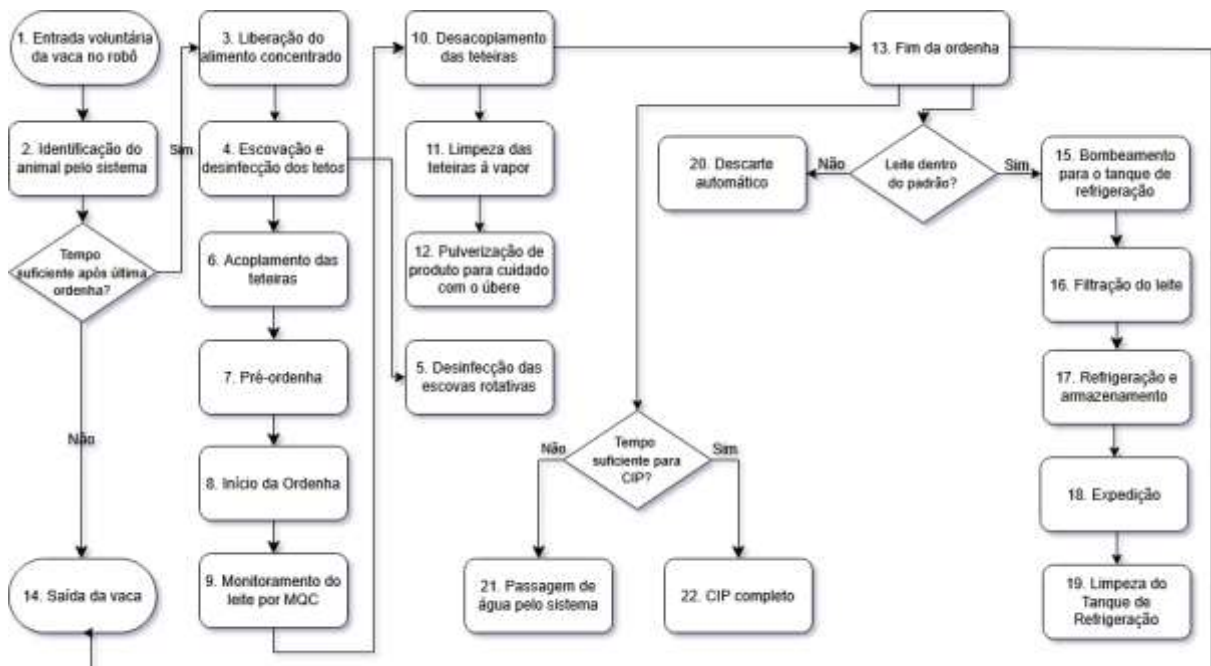 1. Entrada voluntária
da vaca no robô
2. Identificação do
animal pelo sistema
Tempo
suficiente após última
ordenha?
Sim
Não
14. Saída da vaca
3. Liberação do
alimento concentrado
4. Escovação e
desinfecção dos tetos
6. Acoplamento das
teteiras
7. Pré-ordenha
8. Início da Ordenha
9. Monitoramento do
leite por MQC
10. Desacoplamento
das teteiras
11. Limpeza das
teteiras á vapor
12. Pulverização de
produto para cuidado
com o úbere
5. Desinfecção das
escovas rotativas
13. Fim da ordenha
Leite dentro
do padrão?
Não
Sim
20. Descarte
automático
15. Bombeamento
para o tanque de
refrigeração
16. Filtração do leite
17. Refrigeração e
armazenamento
18. Expedição
19. Limpeza do
Tanque de
Refrigeração
Tempo
suficiente para
CIP?
Não
Sim
21. Passagem de
água pelo sistema
22. CIP completo